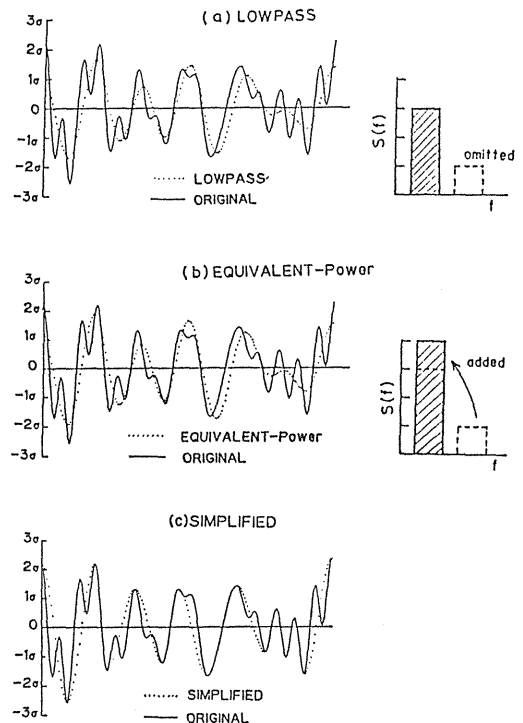 (a) LOWPASS
3σ
2σ
1σ
0
-1σ
-2σ
-3σ
LOWPASS
ORIGINAL
S(f)
omitted
f
(b) EQUIVALENT-Power
3σ
2σ
1σ
0
-1σ
-2σ
-3σ
EQUIVALENT-Power
ORIGINAL
S(f)
added
f
(c) SIMPLIFIED
3σ
2σ
1σ
0
-1σ
-2σ
-3σ
SIMPLIFIED
ORIGINAL